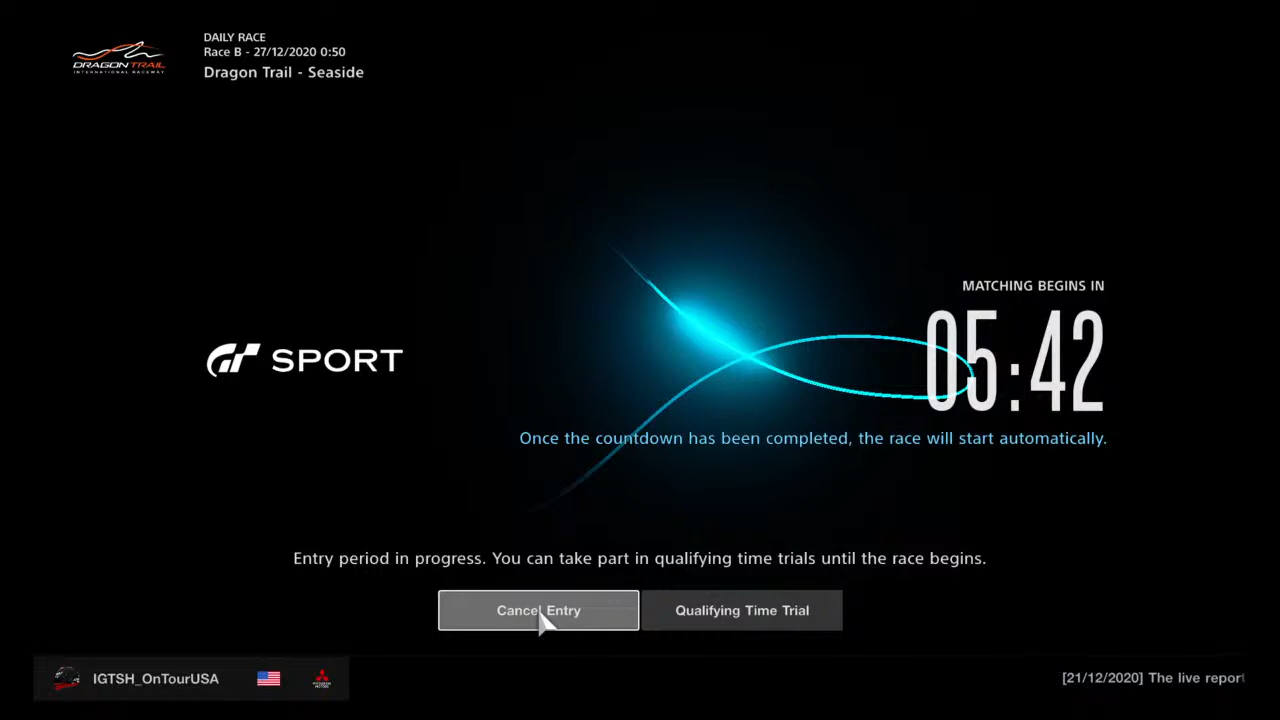 DAILY RACE
Race B - 27/12/2020 0:50
Dragon Trail - Seaside
DRAGON TRAIL
INTERNATIONAL RACEWAY
MATCHING BEGINS IN
05:42
GT SPORT
Once the countdown has been completed, the race will start automatically.
Entry period in progress. You can take part in qualifying time trials until the race begins.
Cancel Entry
Qualifying Time Trial
IGTSH_OnTourUSA
[21/12/2020] The live report